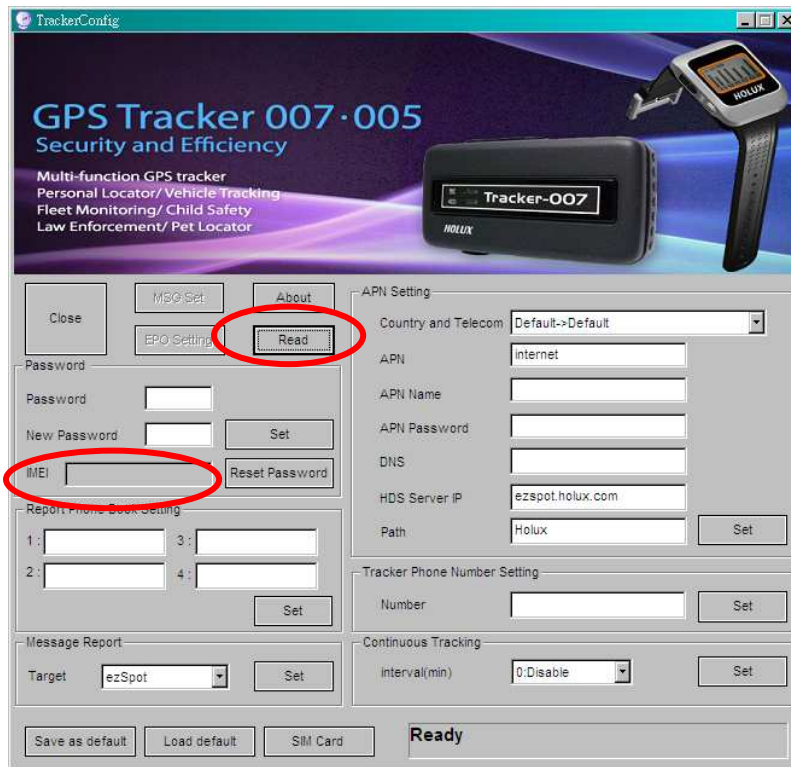 TrackerConfig
GPS Tracker 007·005
Security and Efficiency
Multi-function GPS tracker
Personal Locator/ Vehicle Tracking
Fleet Monitoring/ Child Safety
Law Enforcement/ Pet Locator
HOLUX
Tracker-007
HOLUX
Close
MSG Set
About
EPO Setting
Read
Password
Password
New Password
Set
IMEI
Reset Password
Report Phone Book Setting
1 :
3 :
2 :
4 :
Set
Message Report
Target
ezSpot
Set
APN Setting
Country and Telecom
Default->Default
APN
internet
APN Name
APN Password
DNS
HDS Server IP
ezspot.holux.com
Path
Holux
Set
Tracker Phone Number Setting
Number
Set
Continuous Tracking
interval(min)
0:Disable
Set
Save as default
Load default
SIM Card
Ready